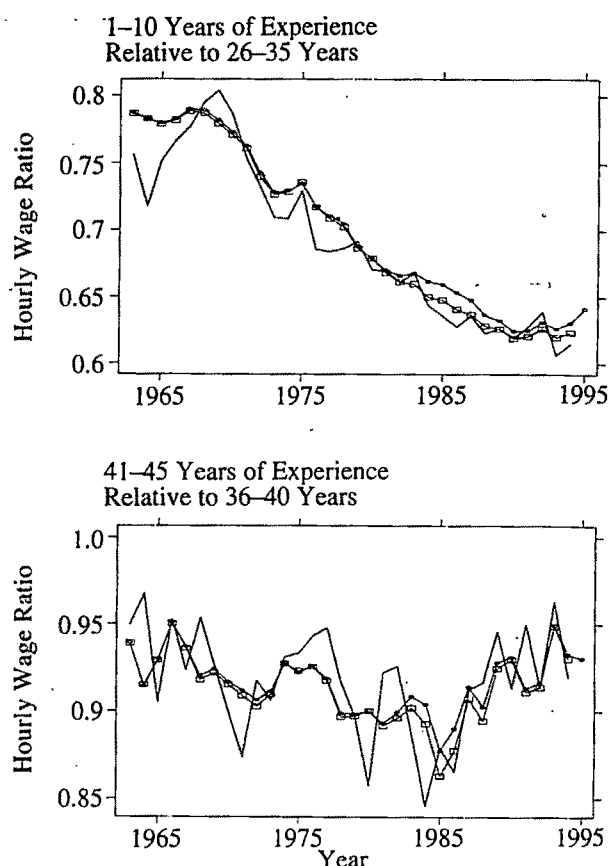 1–10 Years of Experience
Relative to 26–35 Years
Hourly Wage Ratio
0.8
0.75
0.7
0.65
0.6
1965
1975
1985
1995
41–45 Years of Experience
Relative to 36–40 Years
Hourly Wage Ratio
1.0
0.95
0.9
0.85
1965
1975
1985
1995
Year